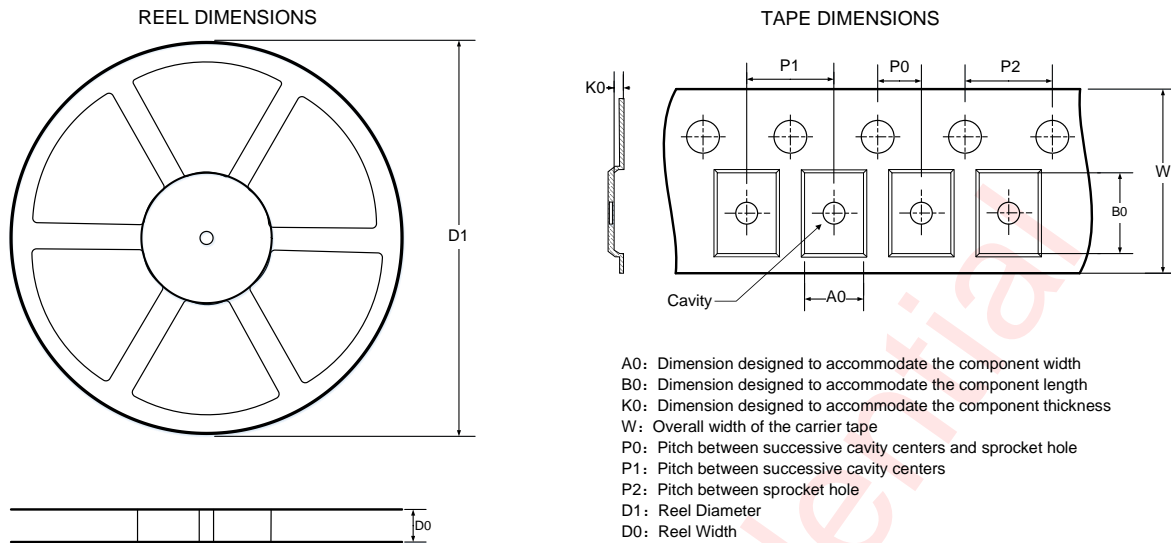 REEL DIMENSIONS
TAPE DIMENSIONS
D1
D0
P1
P0
P2
K0
W
B0
Cavity
A0
A0：Dimension designed to accommodate the component width
B0：Dimension designed to accommodate the component length
K0：Dimension designed to accommodate the component thickness
W：Overall width of the carrier tape
P0：Pitch between successive cavity centers and sprocket hole
P1：Pitch between successive cavity centers
P2：Pitch between sprocket hole
D1：Reel Diameter
D0：Reel Width
dential